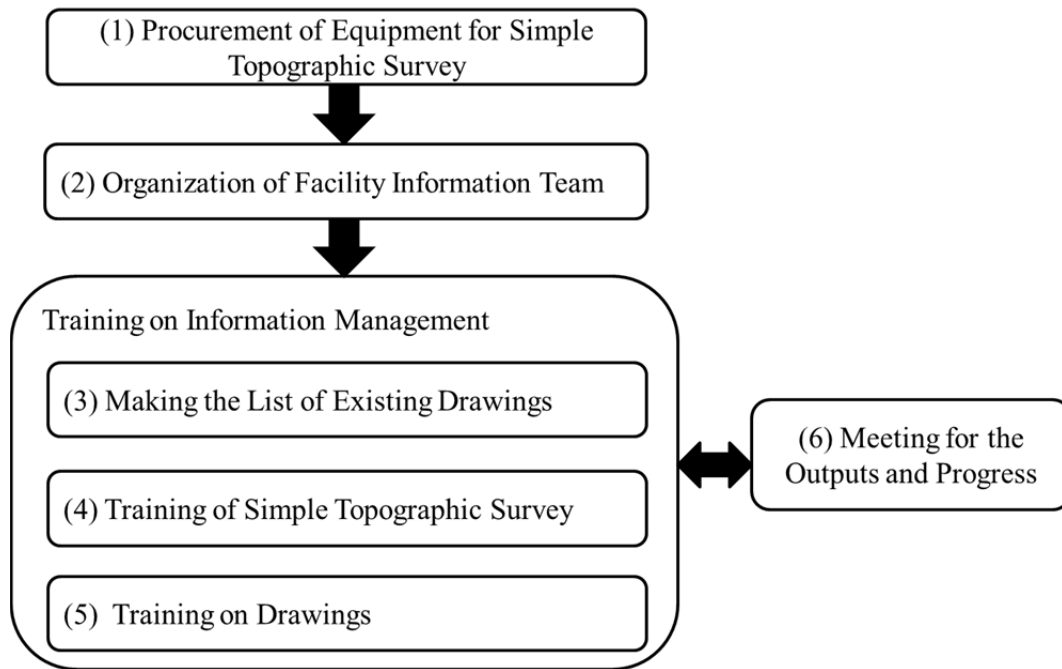 (1) Procurement of Equipment for Simple
Topographic Survey
(2) Organization of Facility Information Team
Training on Information Management
(3) Making the List of Existing Drawings
(4) Training of Simple Topographic Survey
(5) Training on Drawings
(6) Meeting for the
Outputs and Progress